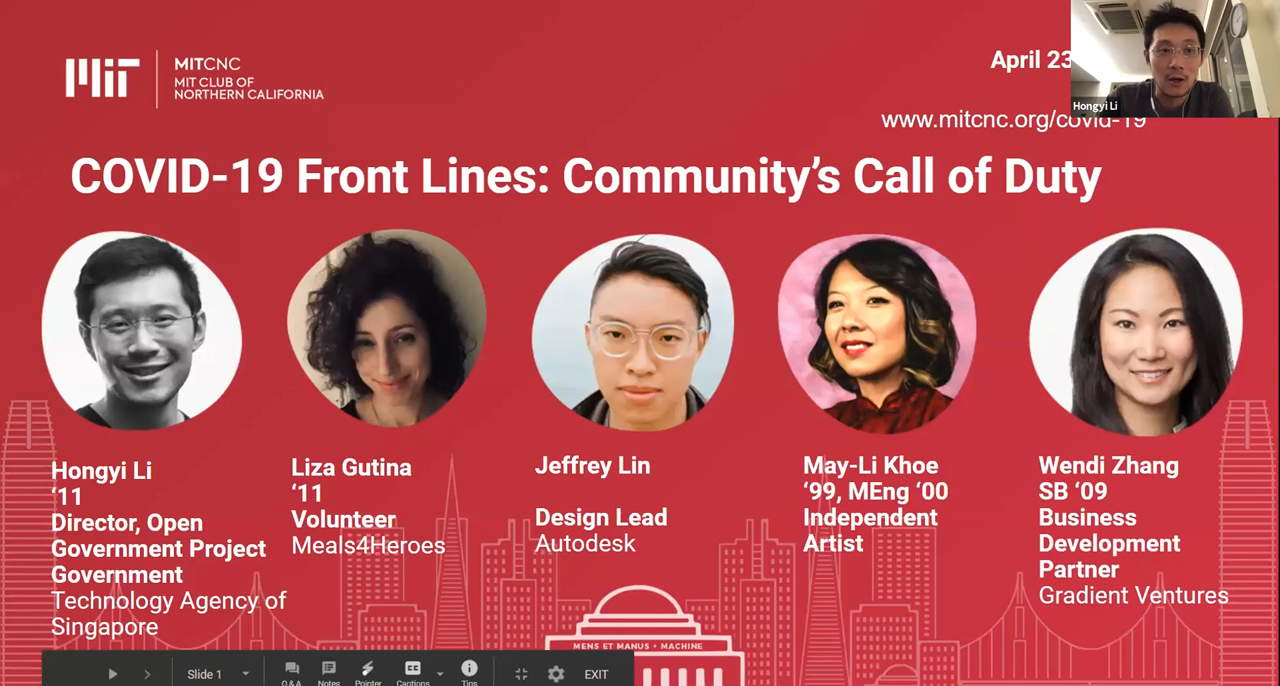 MIT
MITCNC
MIT CLUB OF
NORTHERN CALIFORNIA
April 23
Hongyi Li
www.mitcnc.org/covid-19
COVID-19 Front Lines: Community’s Call of Duty
Hongyi Li
‘11
Director, Open
Government Project
Government
Technology Agency of
Singapore
Liza Gutina
‘11
Volunteer
Meals4Heroes
Jeffrey Lin
Design Lead
Autodesk
May-Li Khoe
‘99, MEng ‘00
Independent
Artist
Wendi Zhang
SB ‘09
Business
Development
Partner
Gradient Ventures
MENS ET MANUS + MACHINE
Slide 1
Q&A
Notes
Pointer
CC
Captions
Tips
EXIT